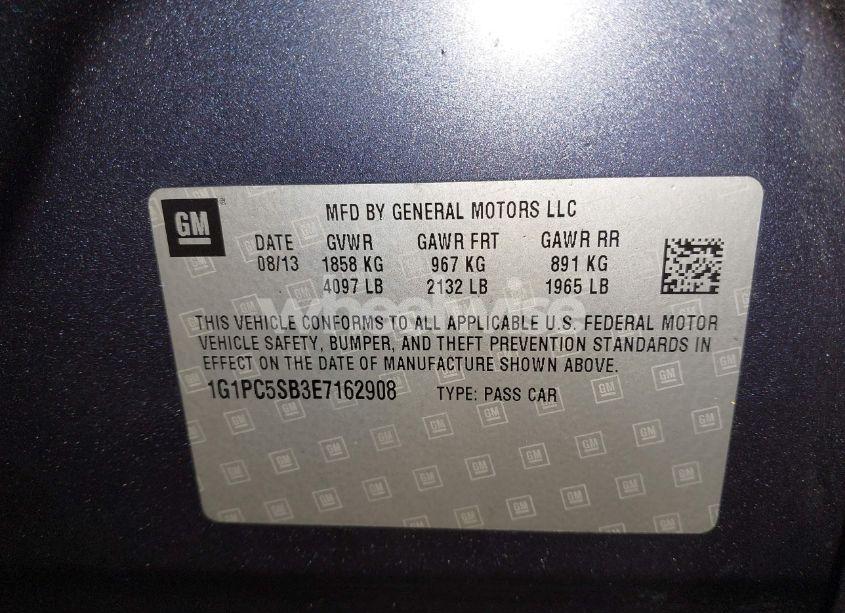 GM
MFD BY GENERAL MOTORS LLC
DATE GVWR GAWR FRT GAWR RR
08/13 1858 KG 967 KG 891 KG
4097 LB 2132 LB 1965 LB
wheelwise
THIS VEHICLE CONFORMS TO ALL APPLICABLE U.S. FEDERAL MOTOR
VEHICLE SAFETY, BUMPER, AND THEFT PREVENTION STANDARDS IN
EFFECT ON THE DATE OF MANUFACTURE SHOWN ABOVE.
1G1PC5SB3E7162908 TYPE: PASS CAR